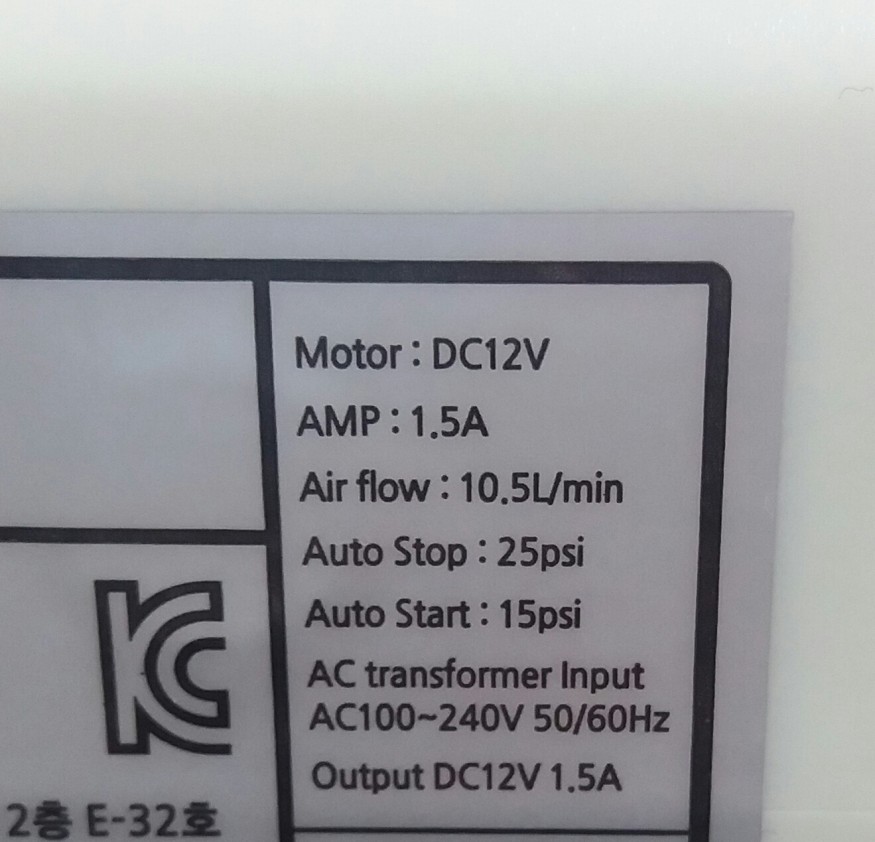 Motor : DC12V
AMP : 1.5A
Air flow : 10.5L/min
Auto Stop : 25psi
Auto Start : 15psi
AC transformer Input
AC100~240V 50/60Hz
Output DC12V 1.5A
KC
2층 E-32호